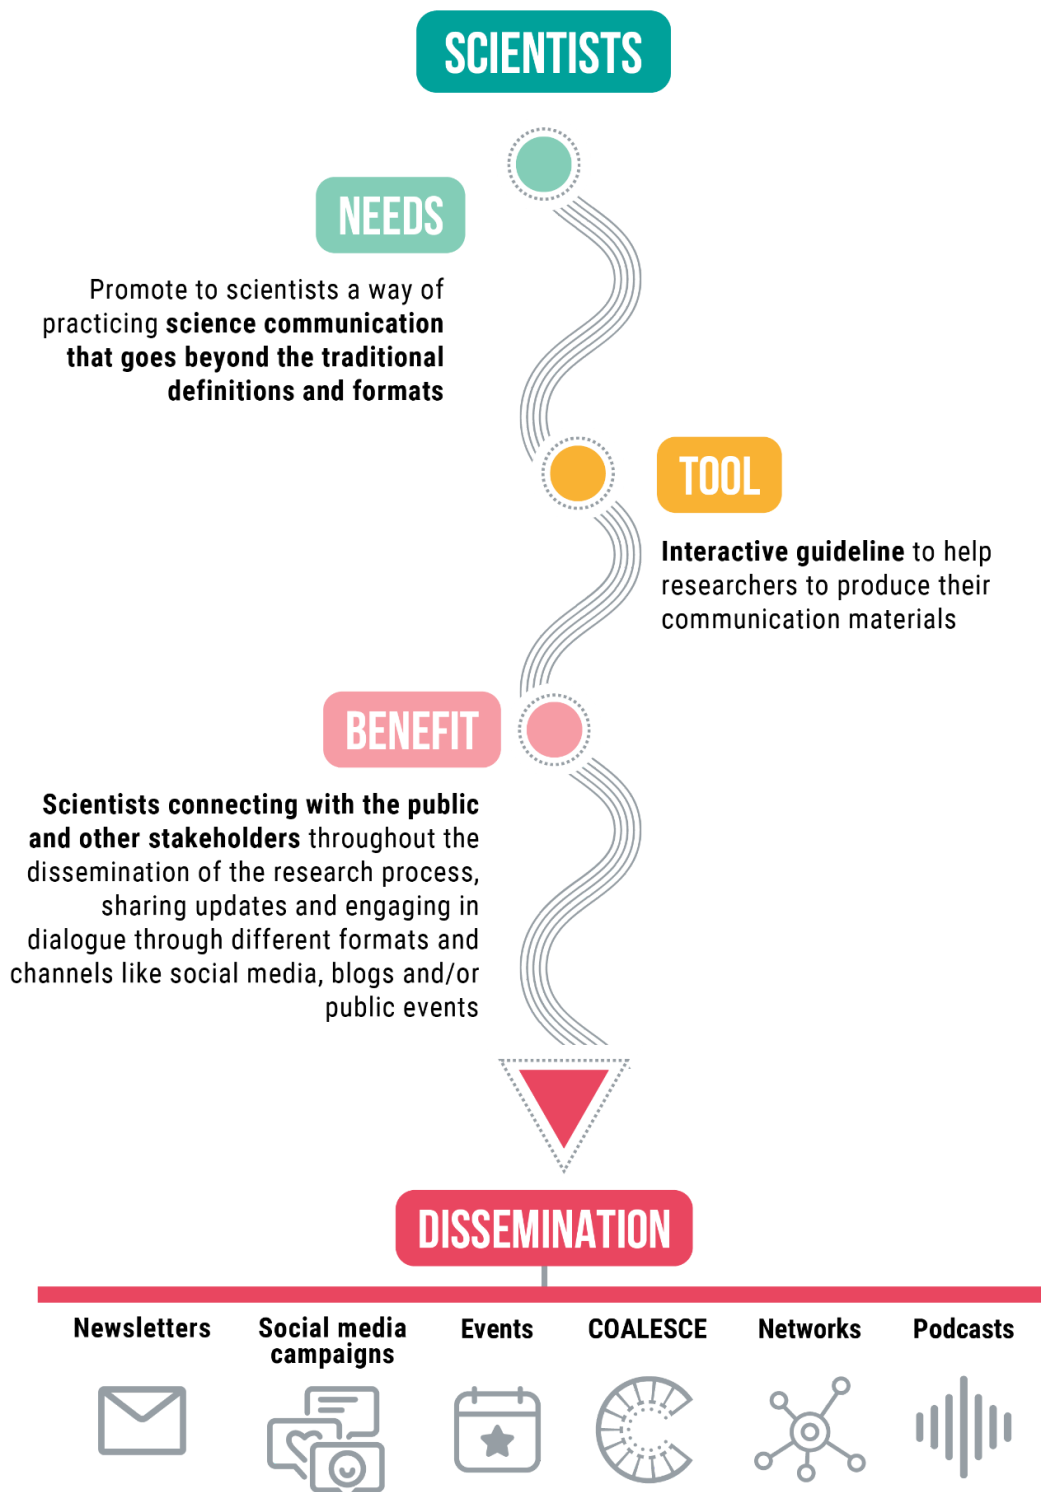 SCIENTISTS
NEEDS
Promote to scientists a way of
practicing science communication
that goes beyond the traditional
definitions and formats
TOOL
Interactive guideline to help
researchers to produce their
communication materials
BENEFIT
Scientists connecting with the public
and other stakeholders throughout the
dissemination of the research process,
sharing updates and engaging in
dialogue through different formats and
channels like social media, blogs and/or
public events
DISSEMINATION
Newsletters
Social media
campaigns
Events
COALESCE
Networks
Podcasts